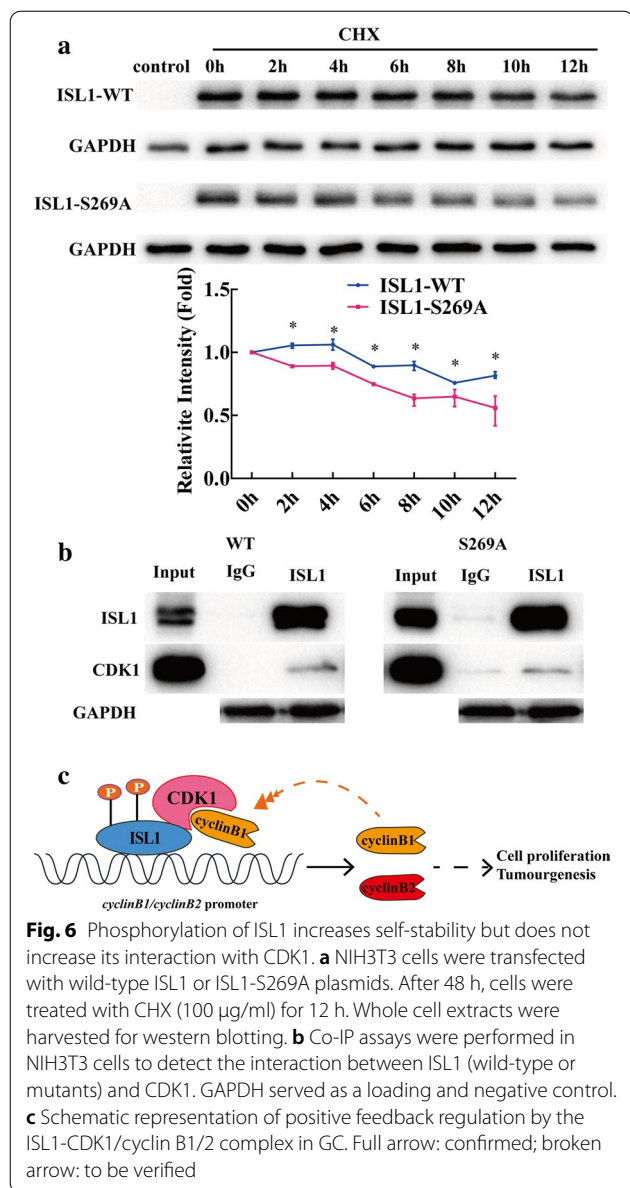 a
CHX
control 0h 2h 4h 6h 8h 10h 12h
ISL1-WT
GAPDH
ISL1-S269A
GAPDH
Relativite Intensity (Fold)
1.5
1.0
0.5
0.0
ISL1-WT
ISL1-S269A
* * * * * *
0h 2h 4h 6h 8h 10h 12h
b
WT S269A
Input IgG ISL1 Input IgG ISL1
ISL1
CDK1
GAPDH
c
P P
CDK1
cyclinB1
ISL1
cyclinB1/cyclinB2 promoter
cyclinB1
cyclinB2
Cell proliferation
Tumourgenesis
Fig. 6 Phosphorylation of ISL1 increases self-stability but does not
increase its interaction with CDK1. a NIH3T3 cells were transfected
with wild-type ISL1 or ISL1-S269A plasmids. After 48 h, cells were
treated with CHX (100 μg/ml) for 12 h. Whole cell extracts were
harvested for western blotting. b Co-IP assays were performed in
NIH3T3 cells to detect the interaction between ISL1 (wild-type or
mutants) and CDK1. GAPDH served as a loading and negative control.
c Schematic representation of positive feedback regulation by the
ISL1-CDK1/cyclin B1/2 complex in GC. Full arrow: confirmed; broken
arrow: to be verified